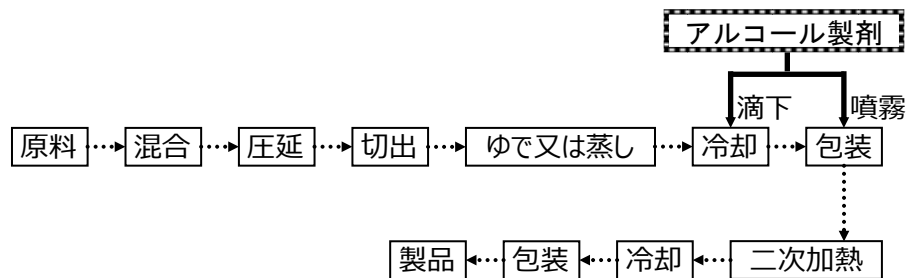 アルコール製剤
滴下 噴霧
原料 混合 圧延 切出 ゆで又は蒸し 冷却 包装
製品 包装 冷却 二次加熱